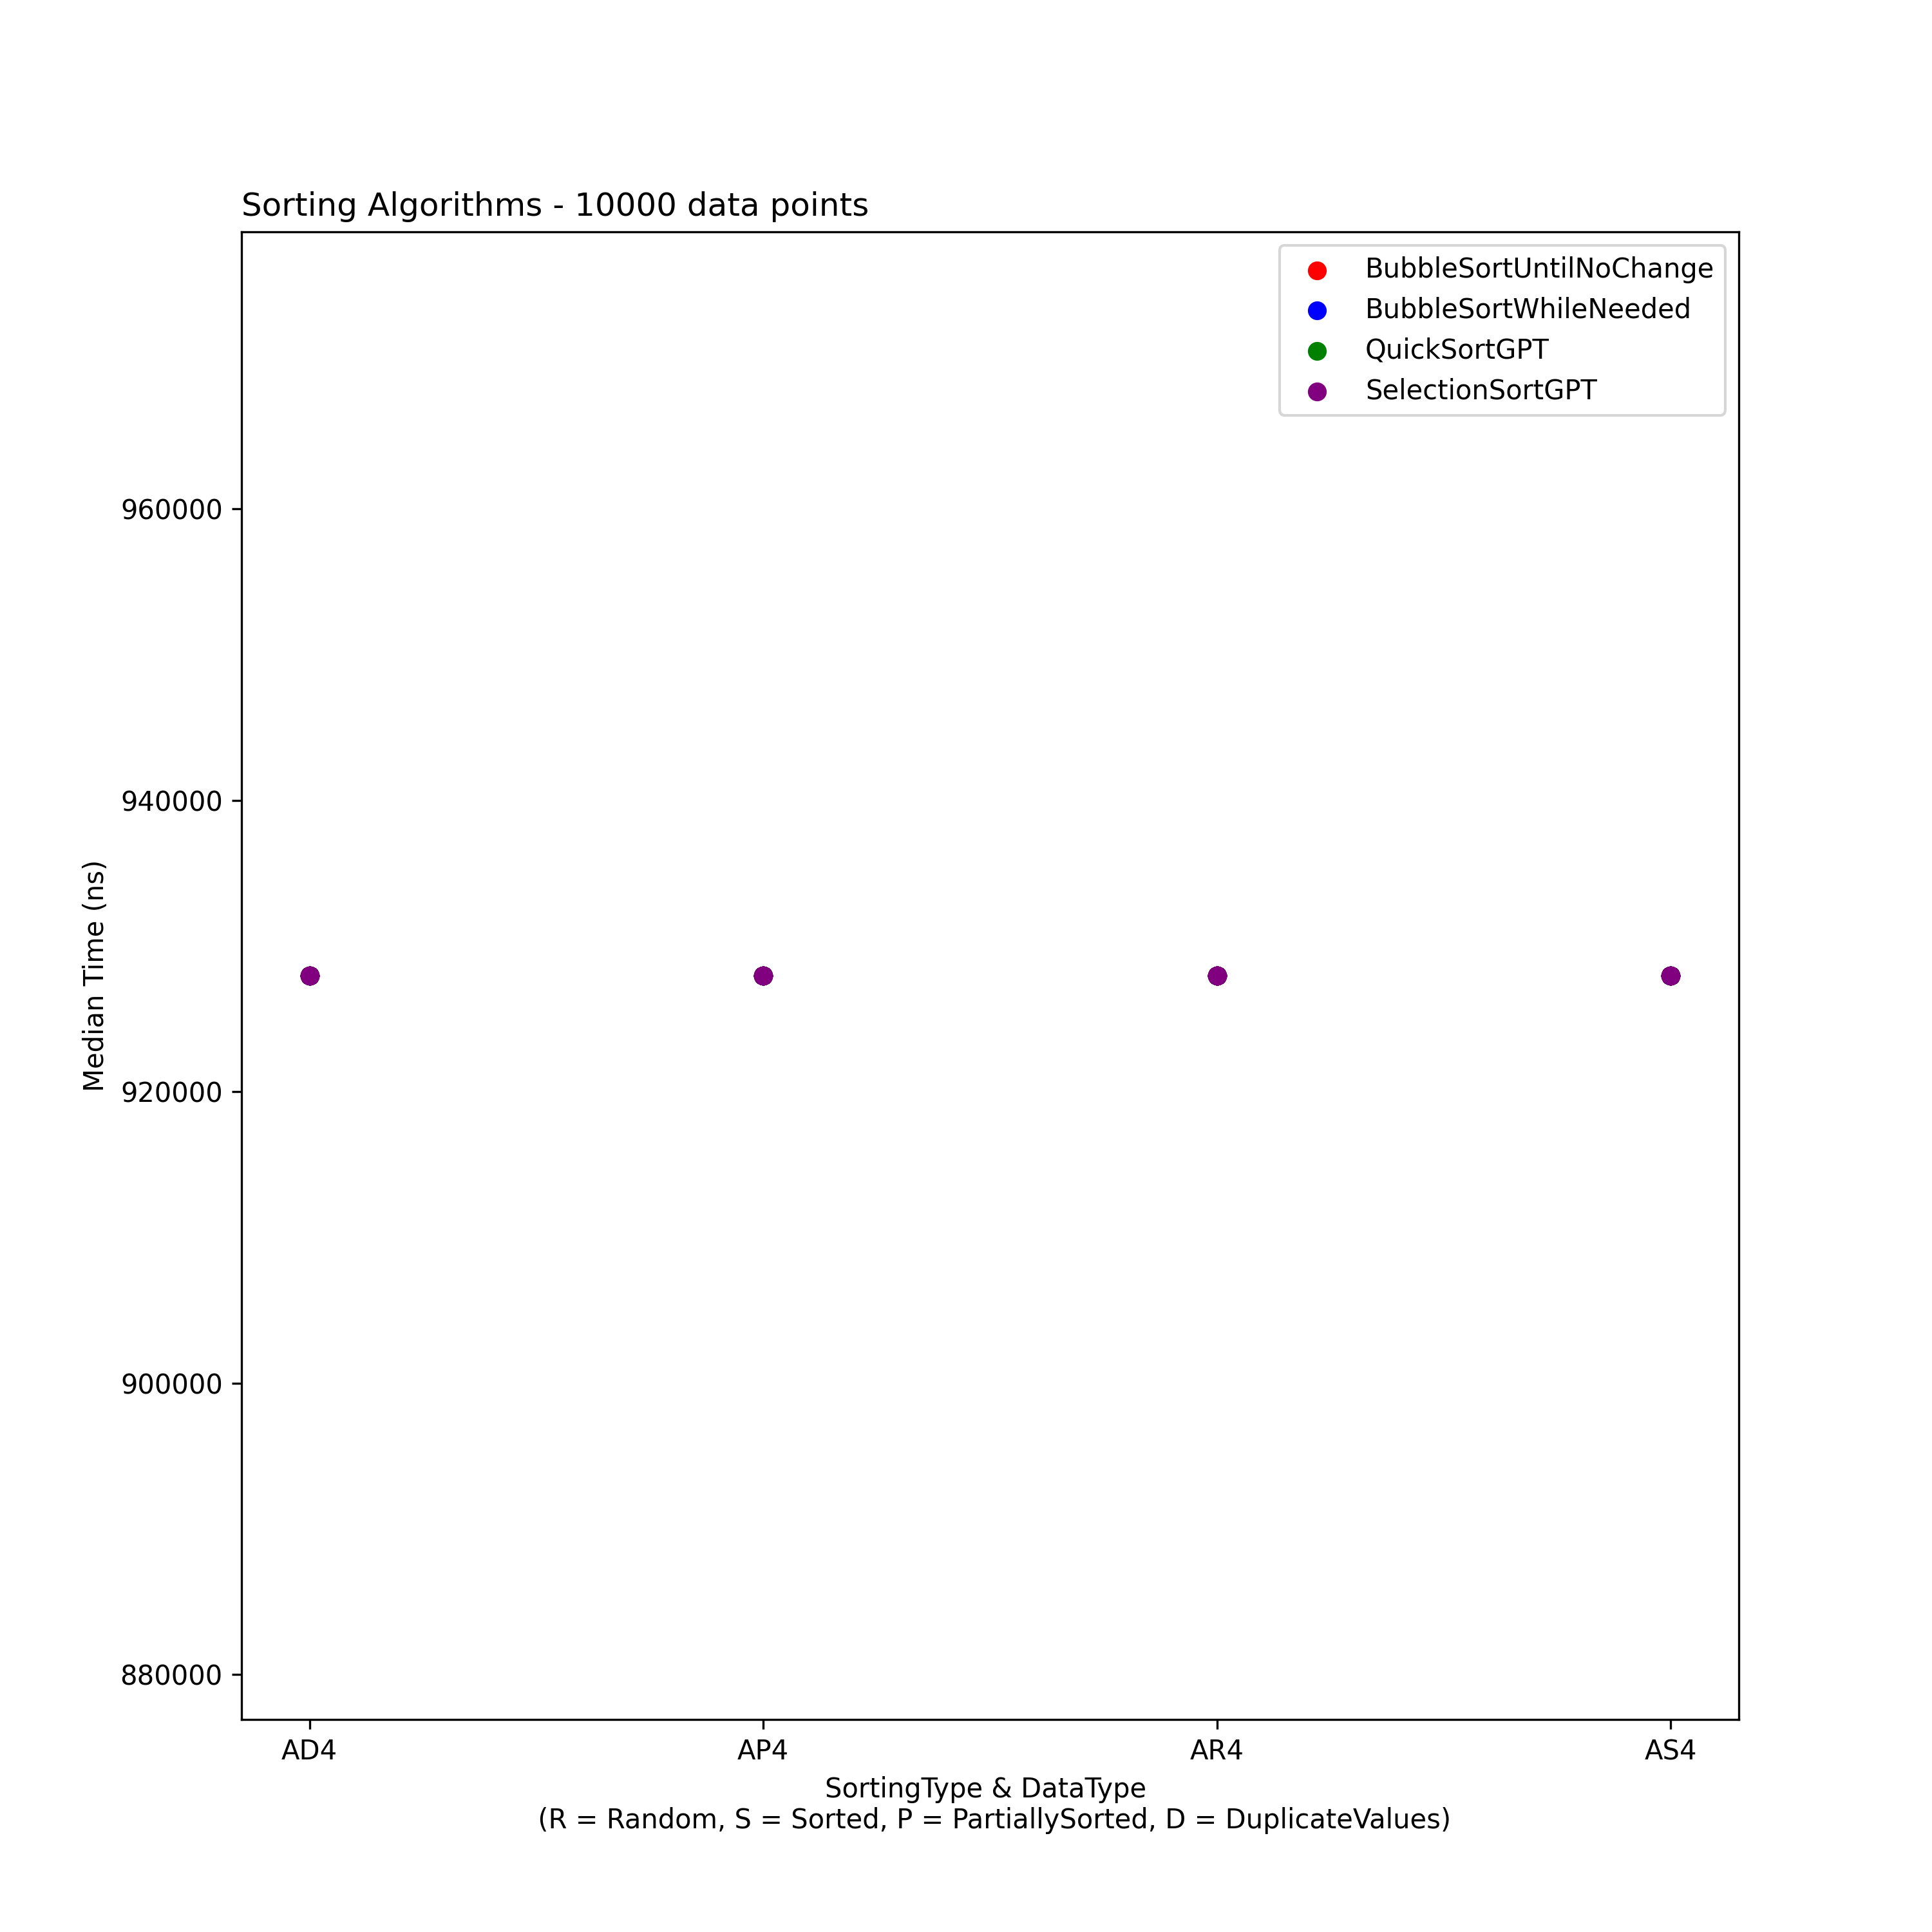 Sorting Algorithms - 10000 data points
BubbleSortUntilNoChange
BubbleSortWhileNeeded
QuickSortGPT
SelectionSortGPT
960000
940000
920000
900000
880000
Median Time (ns)
AD4 AP4 AR4 AS4
SortingType & DataType
(R = Random, S = Sorted, P = PartiallySorted, D = DuplicateValues)